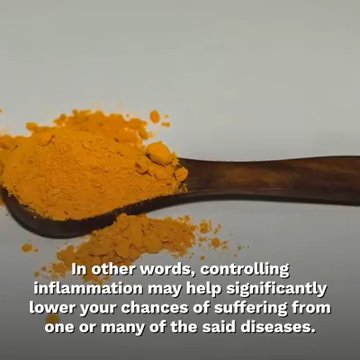 In other words, controlling
inflammation may help significantly
lower your chances of suffering from
one or many of the said diseases.